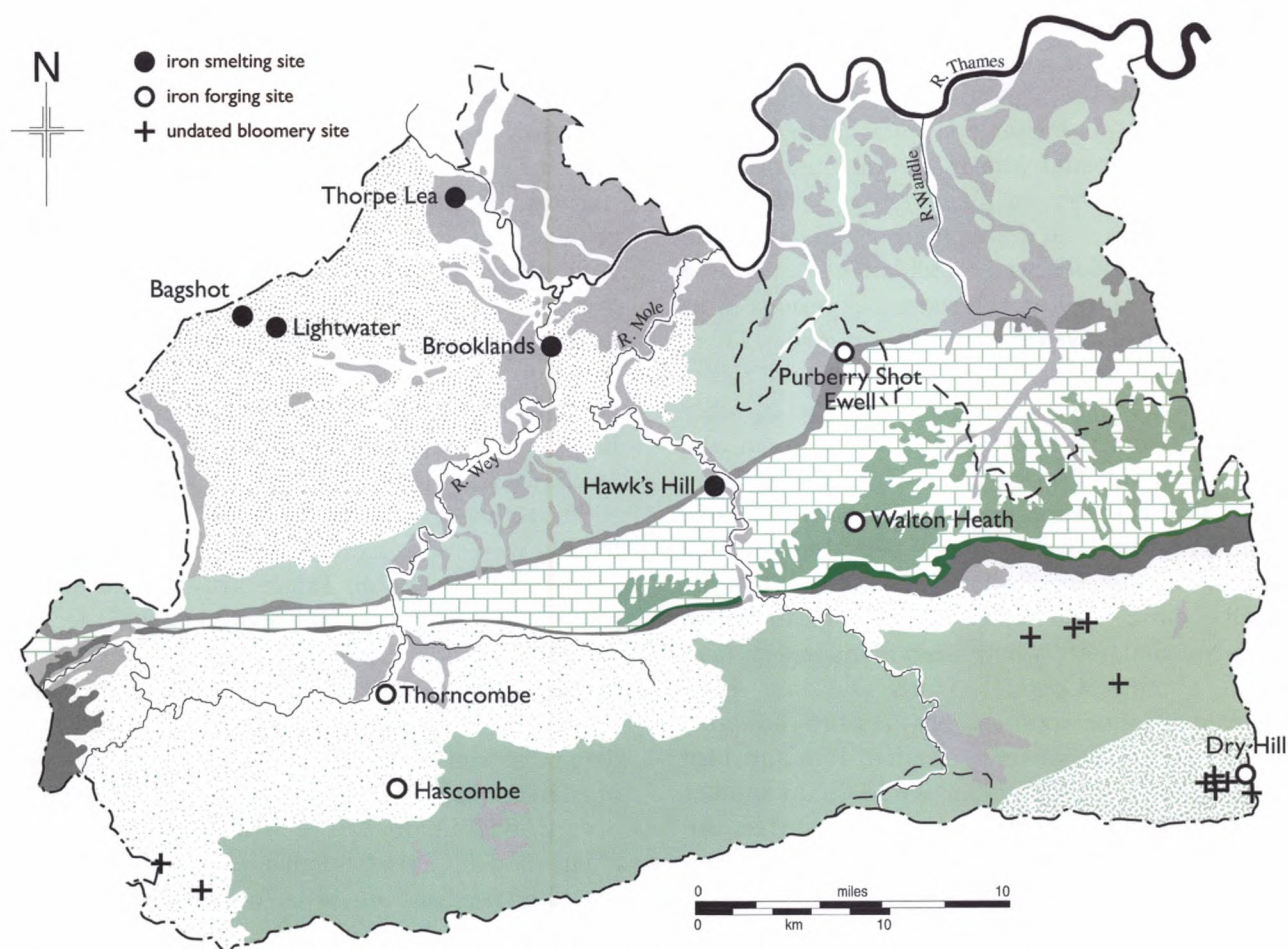 N
iron smelting site
iron forging site
undated bloomery site
R. Thames
R. Wandle
Thorpe Lea
Bagshot
Lightwater
Brooklands
R. Mole
Purberry Shot
Ewell
R. Wey
Hawk's Hill
Walton Heath
Thorncombe
Dry Hill
Hascombe
0 miles 10
0 km 10